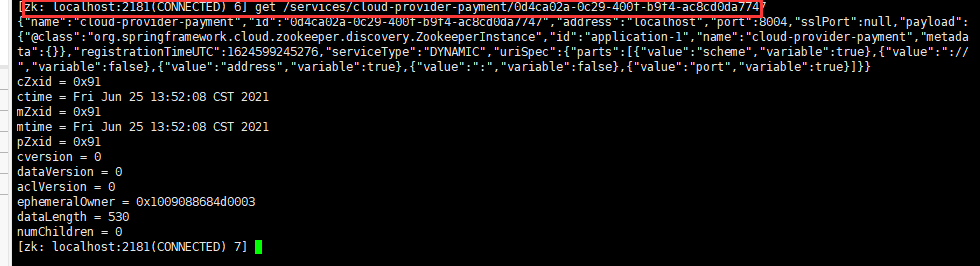 [zk: localhost:2181(CONNECTED) 6] get /services/cloud-provider-payment/0d4ca02a-0c29-400f-b9f4-ac8cd0da7747
{"name":"cloud-provider-payment","id":"0d4ca02a-0c29-400f-b9f4-ac8cd0da7747","address":"localhost","port":8004,"sslPort":null,"payload":
{"@class":"org.springframework.cloud.zookeeper.discovery.ZookeeperInstance","id":"application-1","name":"cloud-provider-payment","metada
ta":{}},"registrationTimeUTC":1624599245276,"serviceType":"DYNAMIC","uriSpec":{"parts":[{"value":"scheme","variable":true},{"value":"://
","variable":false},{"value":"address","variable":true},{"value":":","variable":false},{"value":"port","variable":true}]}}
cZxid = 0x91
ctime = Fri Jun 25 13:52:08 CST 2021
mZxid = 0x91
mtime = Fri Jun 25 13:52:08 CST 2021
pZxid = 0x91
cversion = 0
dataVersion = 0
aclVersion = 0
ephemeralOwner = 0x1009088684d0003
dataLength = 530
numChildren = 0
[zk: localhost:2181(CONNECTED) 7]